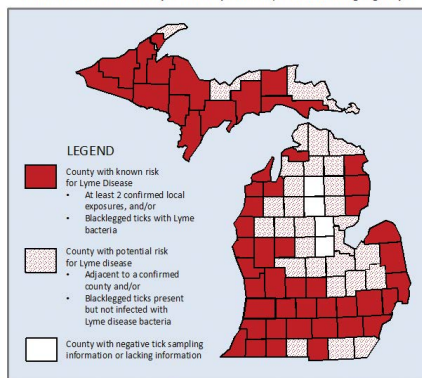 LEGEND
County with known risk
for Lyme Disease
• At least 2 confirmed local
exposures, and/or
• Blacklegged ticks with Lyme
bacteria
County with potential risk
for Lyme disease
• Adjacent to a confirmed
county and/or
• Blacklegged ticks present
but not infected with
Lyme disease bacteria
County with negative tick sampling
information or lacking information